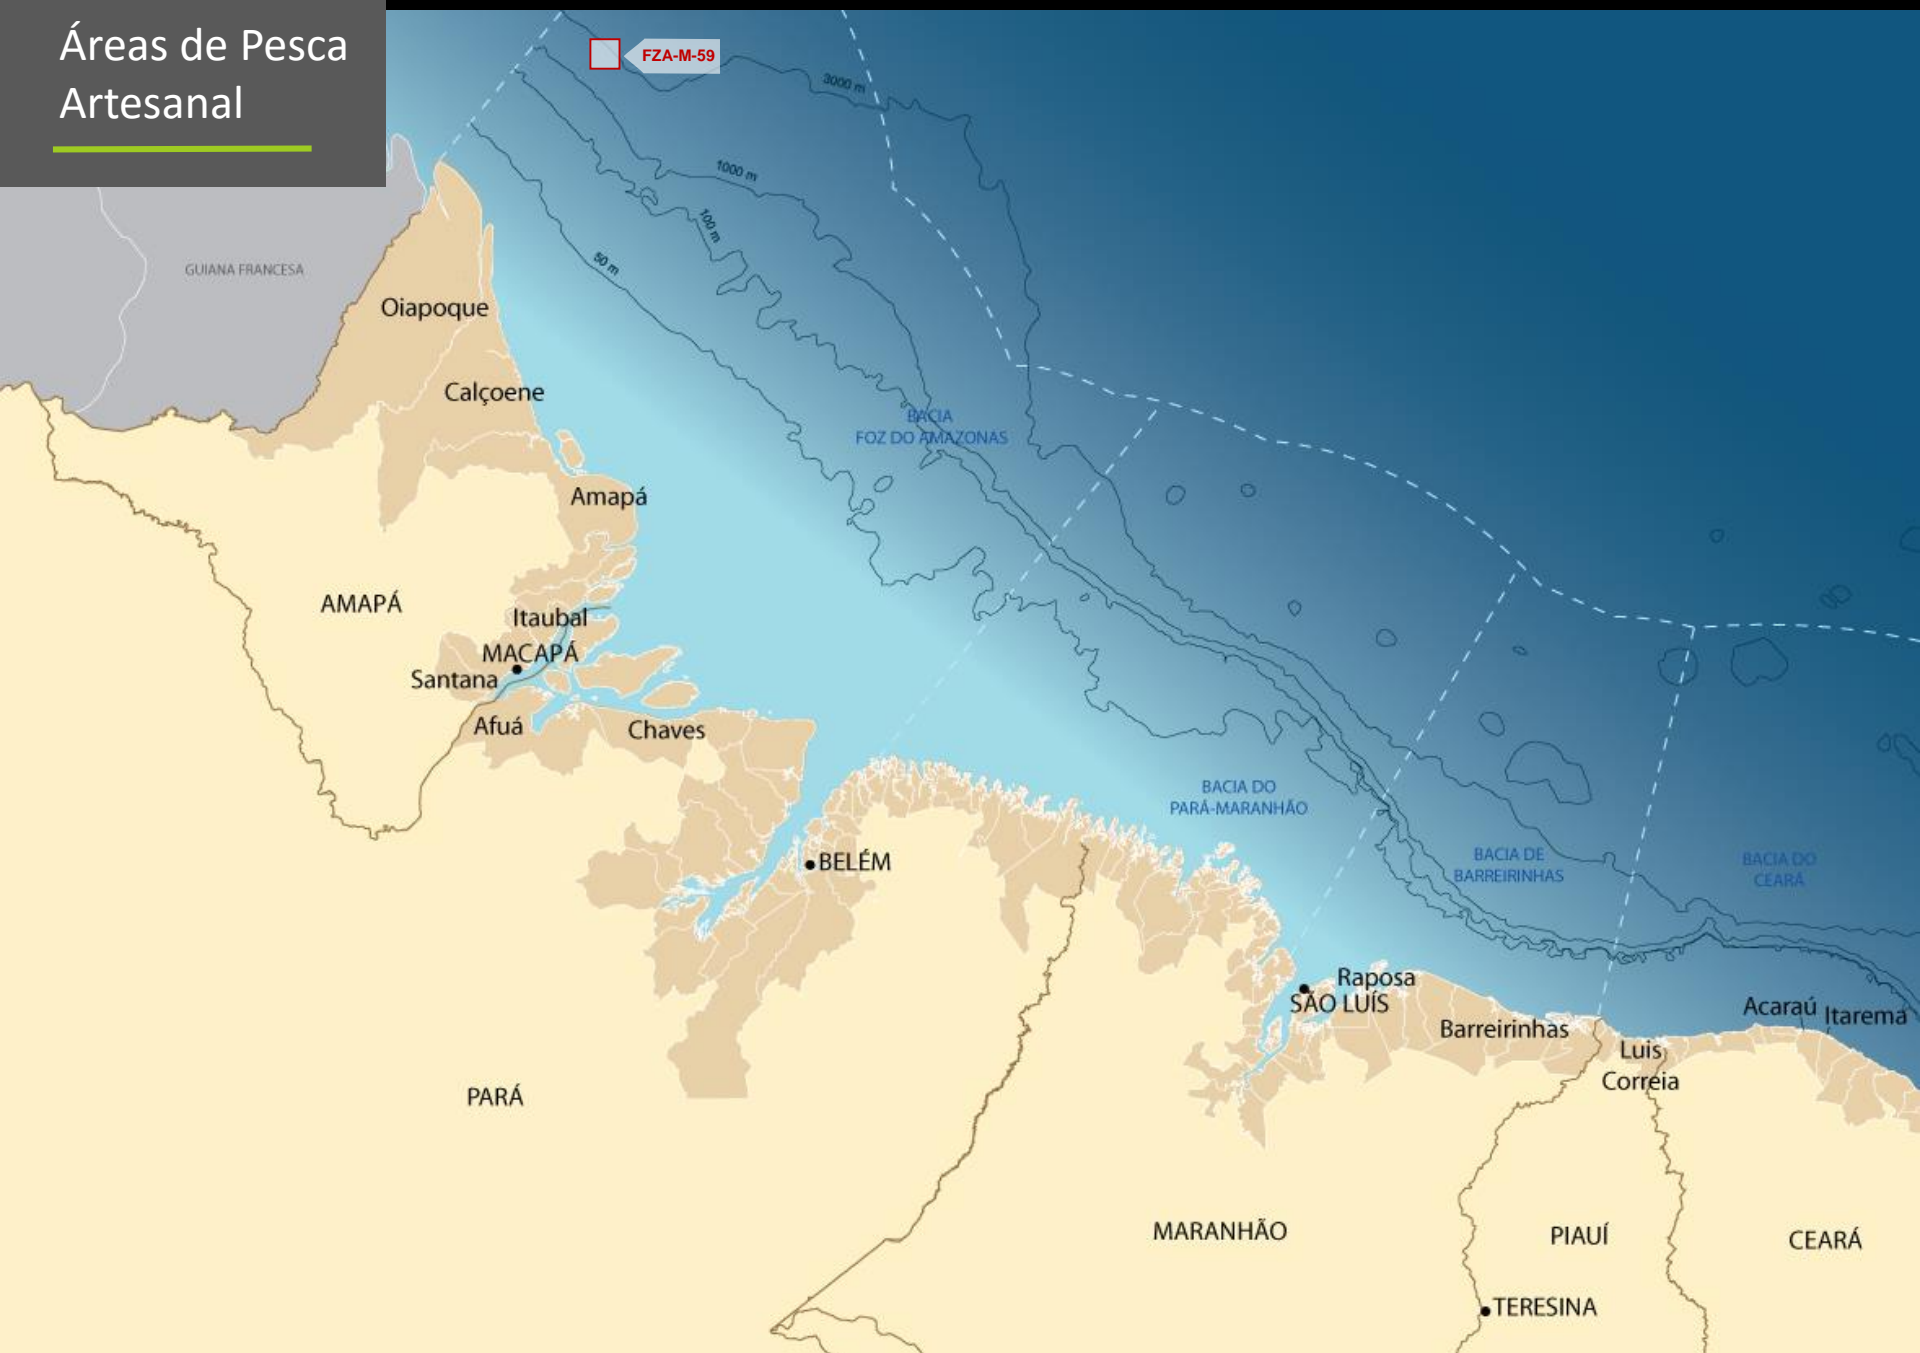 Áreas de Pesca
Artesanal
FZA-M-59
3000 m
1000 m
100 m
50 m
GUIANA FRANCESA
Oiapoque
Calçoene
BACIA
FOZ DO AMAZONAS
Amapá
AMAPÁ
Itaubal
MACAPÁ
Santana
Afuá
Chaves
BACIA DO
PARÁ-MARANHÃO
BELÉM
BACIA DE
BARREIRINHAS
BACIA DO
CEARÁ
Raposa
SÃO LUÍS
Barreirinhas
Acaraú
Itarema
Luis
Correia
PARÁ
MARANHÃO
PIAUÍ
CEARÁ
TERESINA